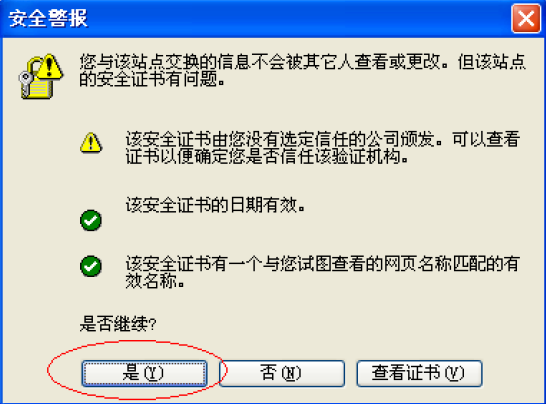 安全警报
您与该站点交换的信息不会被其它人查看或更改。但该站点
的安全证书有问题。
该安全证书由您没有选定信任的公司颁发。可以查看
证书以便确定您是否信任该验证机构。
该安全证书的日期有效。
该安全证书有一个与您试图查看的网页名称匹配的有
效名称。
是否继续?
是(Y) 否(N) 查看证书(V)